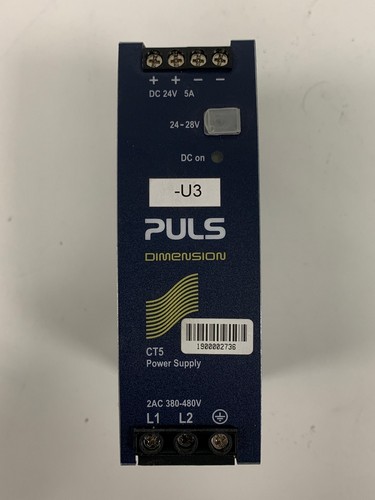 + + − −
DC 24V 5A
24-28V
DC on
-U3
PULS
DIMENSION
1900002736
CT5
Power Supply
2AC 380-480V
L1 L2